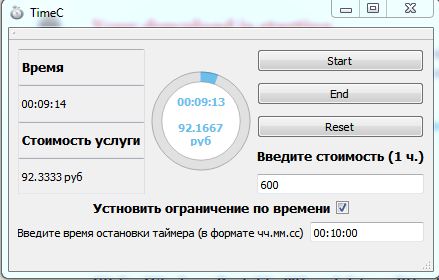 TimeC
Время
00:09:14
Стоимость услуги
92.3333 руб
00:09:13
92.1667
руб
Start
End
Reset
Введите стоимость (1 ч.)
600
Устновить ограничение по времени
Введите время остановки таймера (в формате чч.мм.сс)
00:10:00